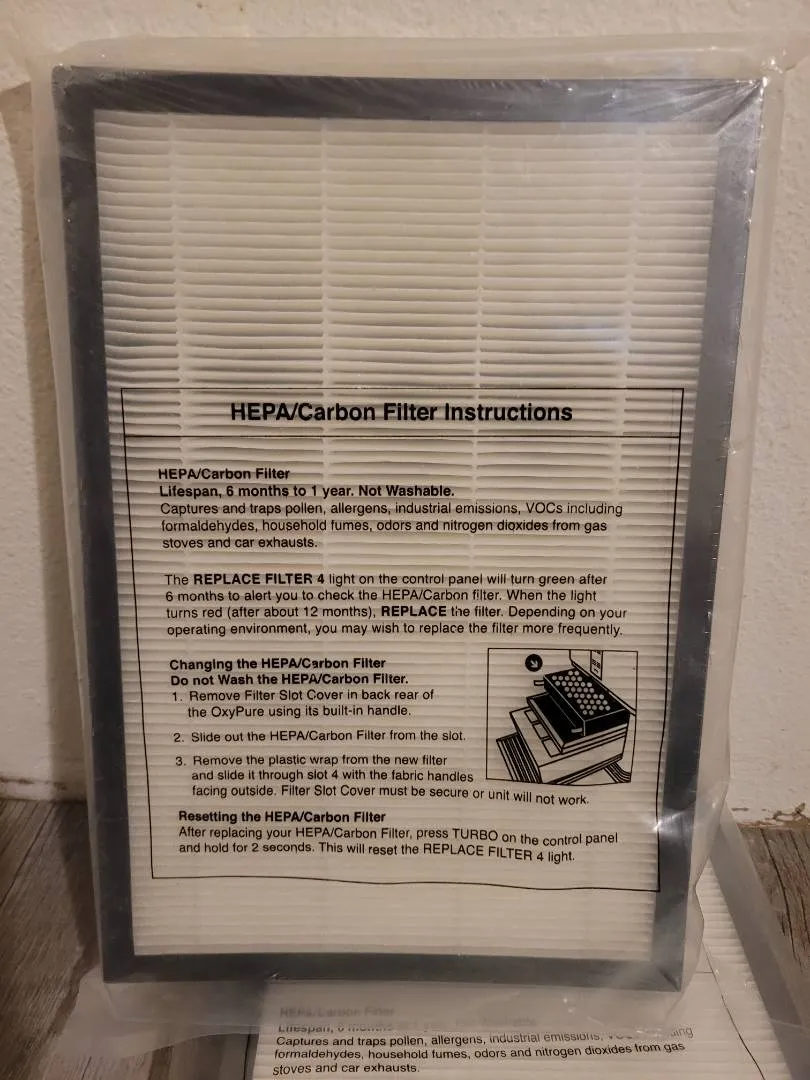 HEPA/Carbon Filter Instructions
HEPA/Carbon Filter
Lifespan, 6 months to 1 year. Not Washable.
Captures and traps pollen, allergens, industrial emissions, VOCs including
formaldehydes, household fumes, odors and nitrogen dioxides from gas
stoves and car exhausts.
The REPLACE FILTER 4 light on the control panel will turn green after
6 months to alert you to check the HEPA/Carbon filter. When the light
turns red (after about 12 months), REPLACE the filter. Depending on your
operating environment, you may wish to replace the filter more frequently.
Changing the HEPA/Carbon Filter
Do not Wash the HEPA/Carbon Filter.
1. Remove Filter Slot Cover in back rear of
the OxyPure using its built-in handle.
2. Slide out the HEPA/Carbon Filter from the slot.
3. Remove the plastic wrap from the new filter
and slide it through slot 4 with the fabric handles
facing outside. Filter Slot Cover must be secure or unit will not work.
Resetting the HEPA/Carbon Filter
After replacing your HEPA/Carbon Filter, press TURBO on the control panel
and hold for 2 seconds. This will reset the REPLACE FILTER 4 light.
HEPA/Carbon Filter
Lifespan, 6 months
Captures and traps pollen, allergens, industrial emissions,
formaldehydes, household fumes, odors and nitrogen dioxides from gas
stoves and car exhausts.